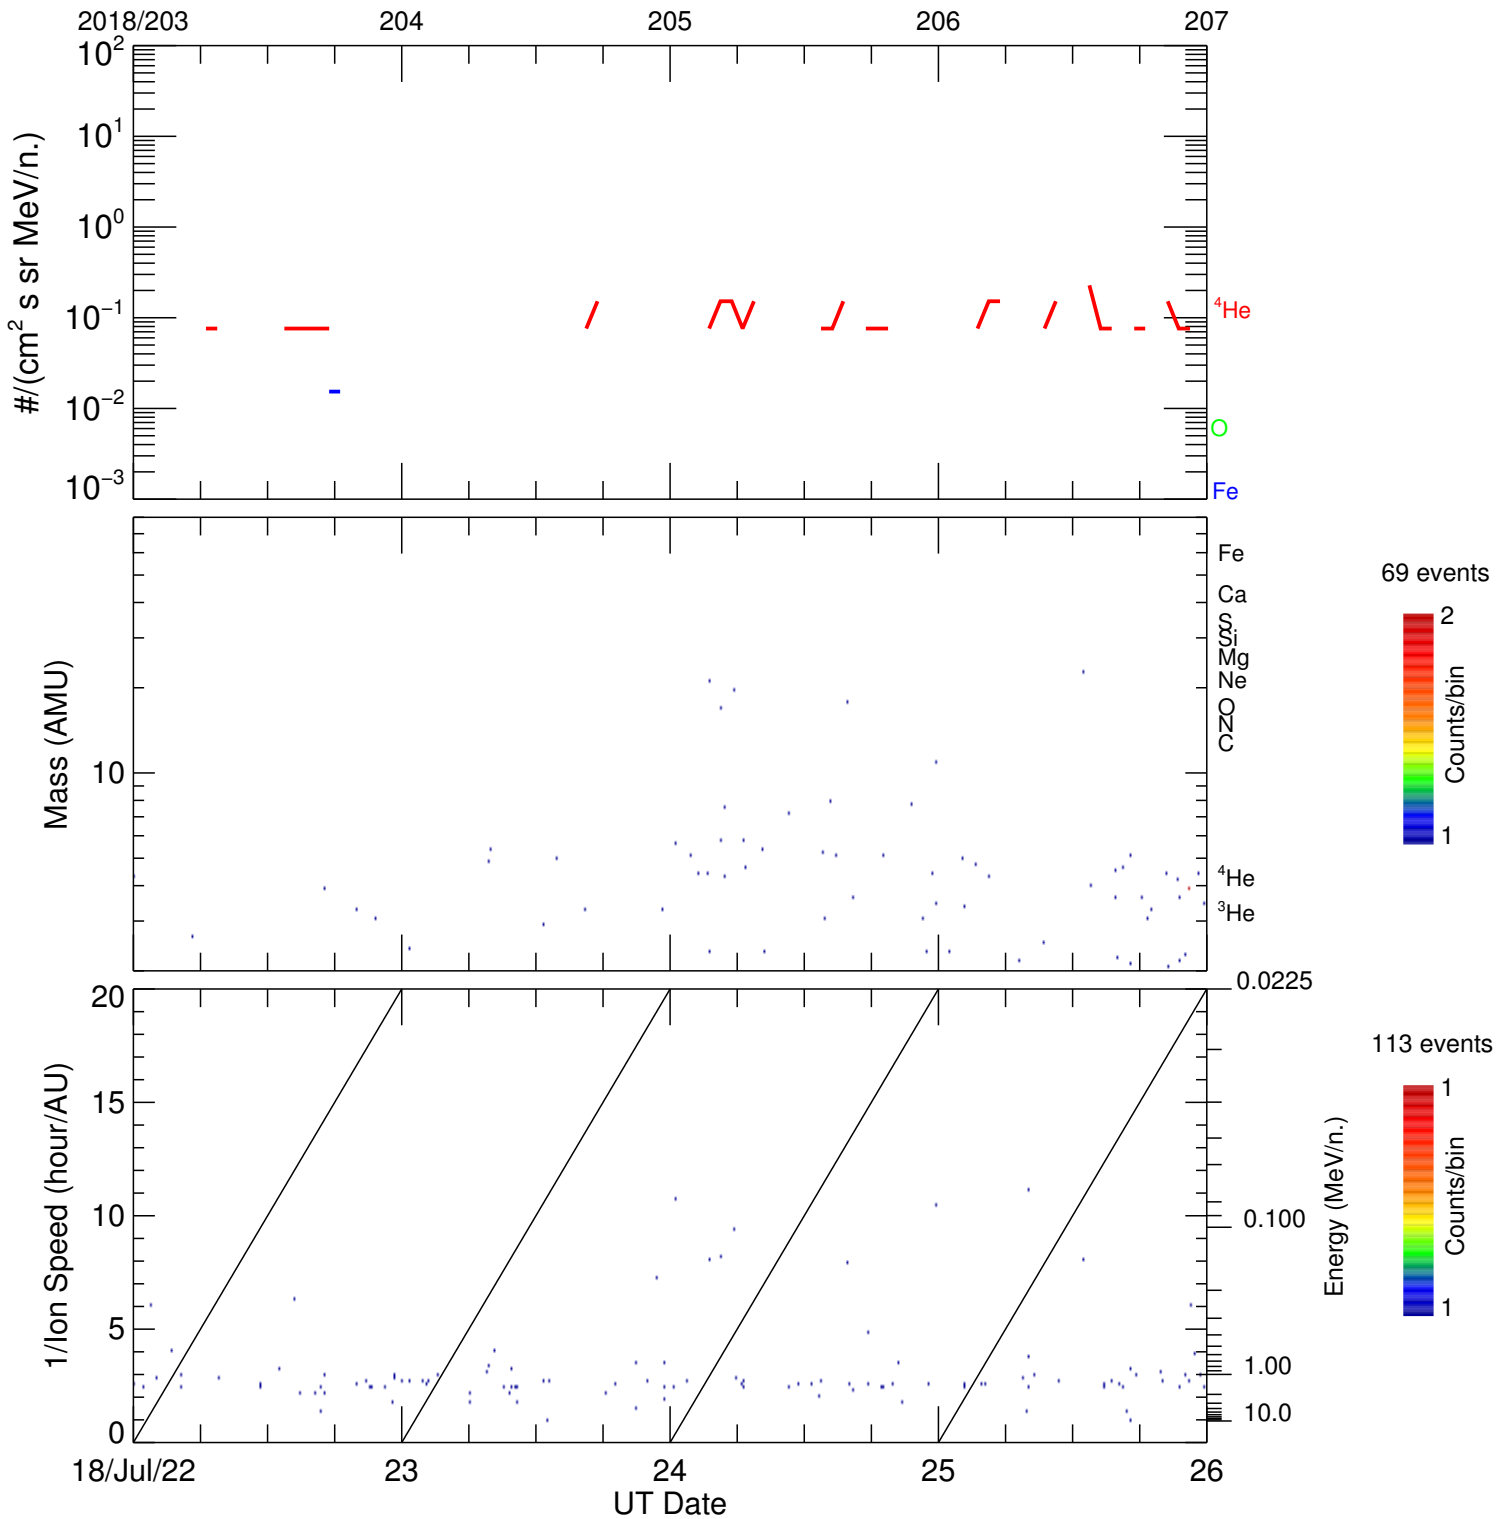 2018/203 204 205 206 207
10^2
10^1
10^0
10^-1
10^-2
10^-3
#/(cm^2 s sr MeV/n.)
^4He
O
Fe
Fe
Ca
S
Si
Mg
Ne
O
N
C
^4He
^3He
10
Mass (AMU)
69 events
2
Counts/bin
1
20
15
10
5
0
1/Ion Speed (hour/AU)
0.0225
0.100
1.00
10.0
Energy (MeV/n.)
113 events
1
Counts/bin
1
18/Jul/22 23 24 25 26
UT Date